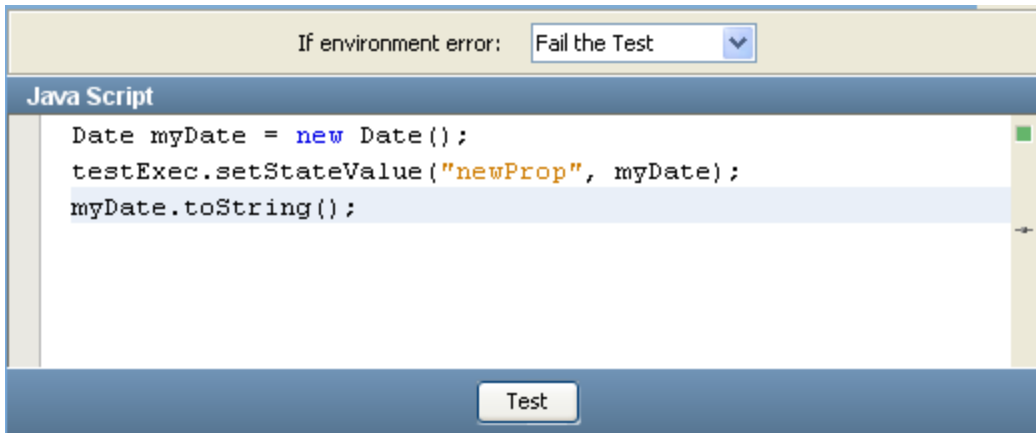 If environment error: Fail the Test
Java Script
Date myDate = new Date();
testExec.setStateValue("newProp", myDate);
myDate.toString();
Test